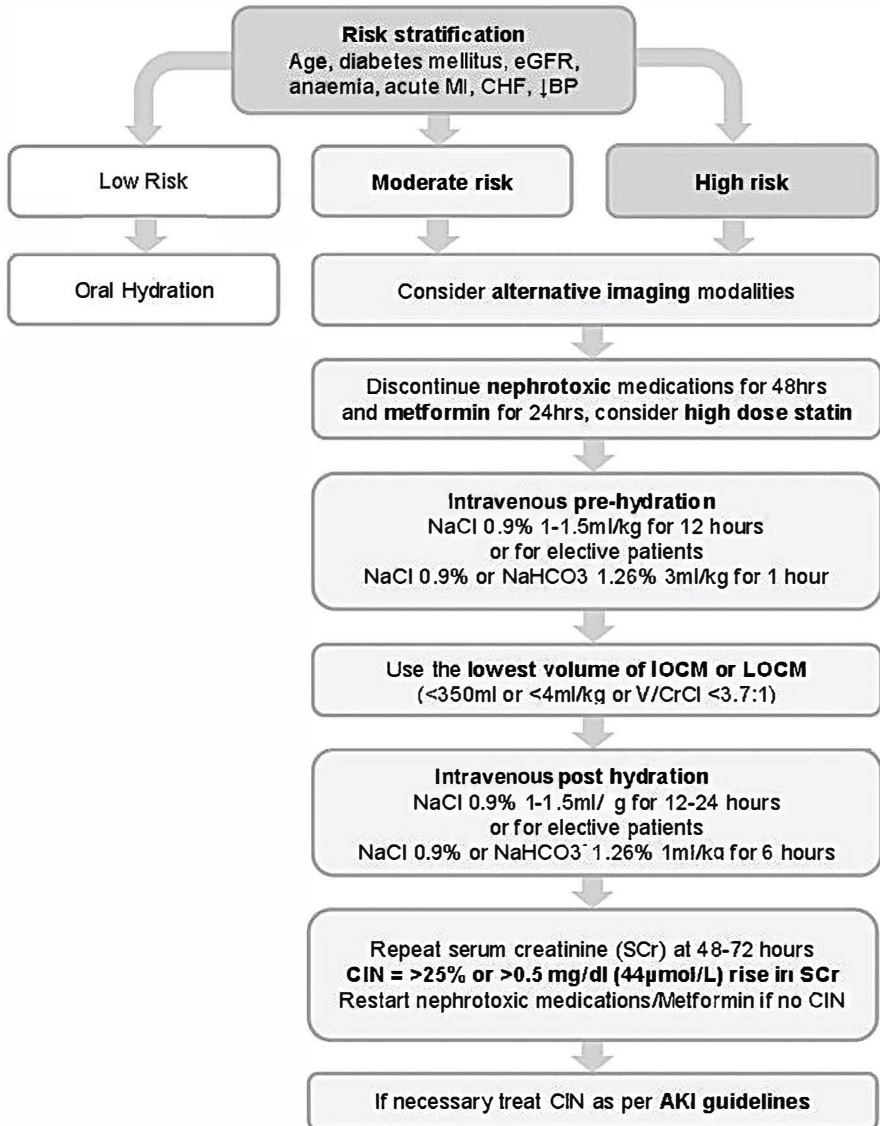 Risk stratification
Age, diabetes mellitus, eGFR,
anaemia, acute MI, CHF, ↓BP
Low Risk
Moderate risk
High risk
Oral Hydration
Consider alternative imaging modalities
Discontinue nephrotoxic medications for 48hrs
and metformin for 24hrs, consider high dose statin
Intravenous pre-hydration
NaCl 0.9% 1-1.5ml/kg for 12 hours
or for elective patients
NaCl 0.9% or NaHCO3 1.26% 3ml/kg for 1 hour
Use the lowest volume of IOCM or LOCM
(<350ml or <4ml/kg or V/CrCl <3.7:1)
Intravenous post hydration
NaCl 0.9% 1-1.5ml/ g for 12-24 hours
or for elective patients
NaCl 0.9% or NaHCO3⁻ 1.26% 1ml/kg for 6 hours
Repeat serum creatinine (SCr) at 48-72 hours
CIN = >25% or >0.5 mg/dl (44µmol/L) rise in SCr
Restart nephrotoxic medications/Metformin if no CIN
If necessary treat CIN as per AKI guidelines